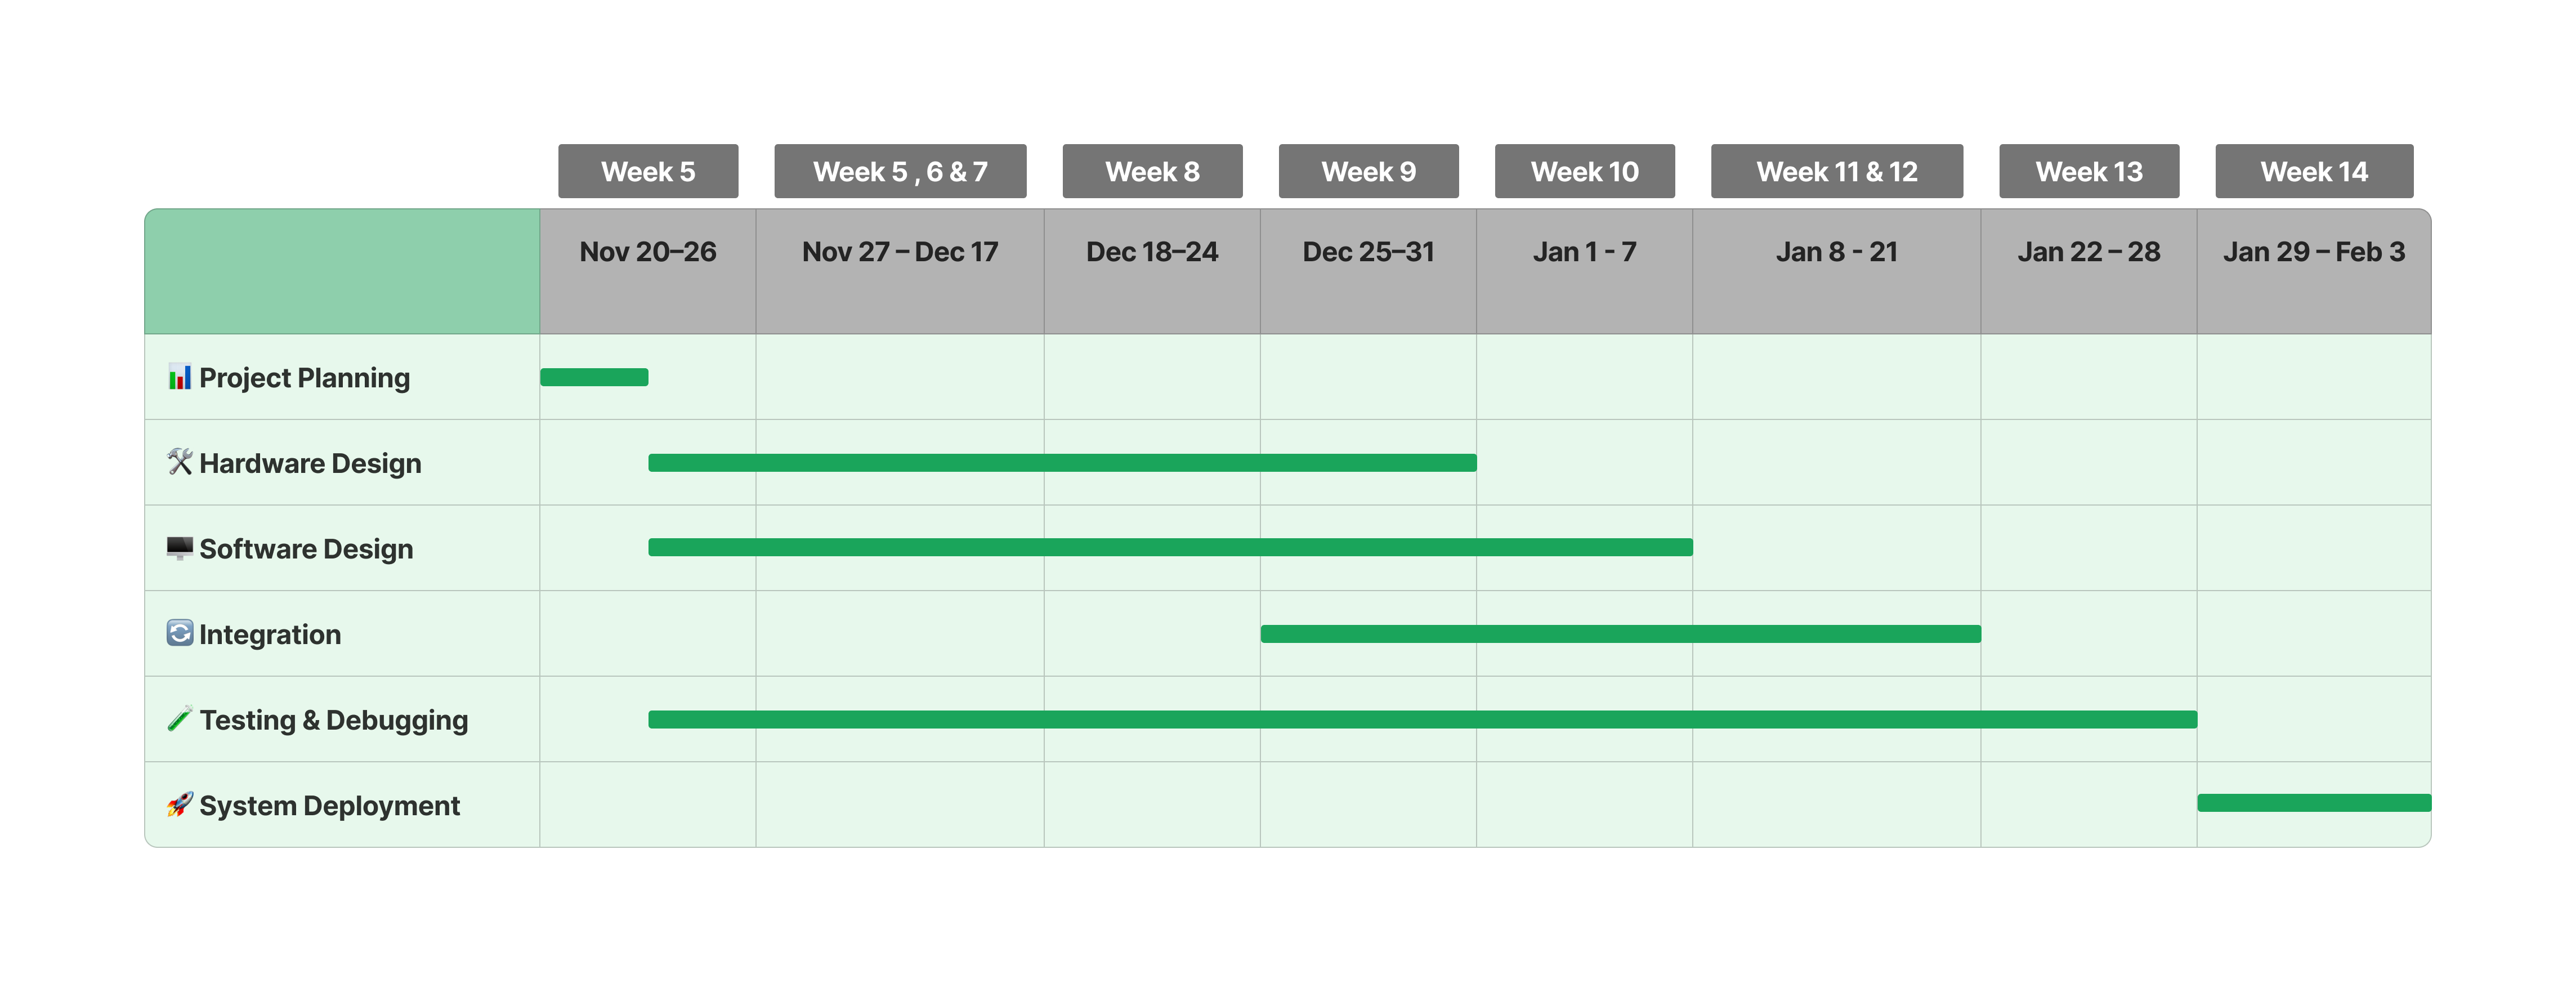 Week 5
Week 5 , 6 & 7
Week 8
Week 9
Week 10
Week 11 & 12
Week 13
Week 14
Nov 20–26
Nov 27 – Dec 17
Dec 18–24
Dec 25–31
Jan 1 - 7
Jan 8 - 21
Jan 22 – 28
Jan 29 – Feb 3
Project Planning
Hardware Design
Software Design
Integration
Testing & Debugging
System Deployment